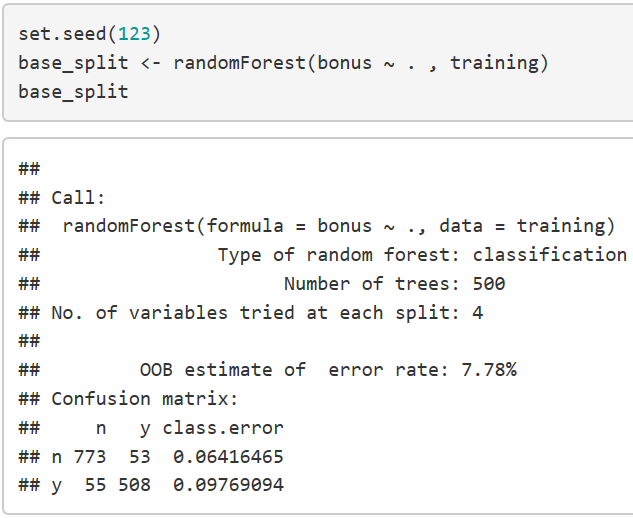 set.seed(123)
base_split <- randomForest(bonus ~ . , training)
base_split
##
## Call:
##  randomForest(formula = bonus ~ ., data = training)
##                Type of random forest: classification
##                      Number of trees: 500
## No. of variables tried at each split: 4
##
##         OOB estimate of  error rate: 7.78%
## Confusion matrix:
##     n   y class.error
## n 773  53  0.06416465
## y  55 508  0.09769094